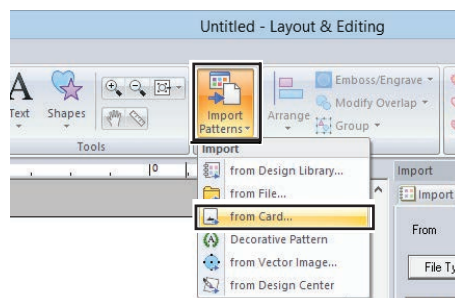 Untitled - Layout & Editing
Text
Shapes
Import
Patterns
Arrange
Emboss/Engrave
Modify Overlap
Group
Tools
Import
from Design Library...
from File...
from Card...
Decorative Pattern
from Vector Image...
from Design Center
0
Import
Import
From
File Ty